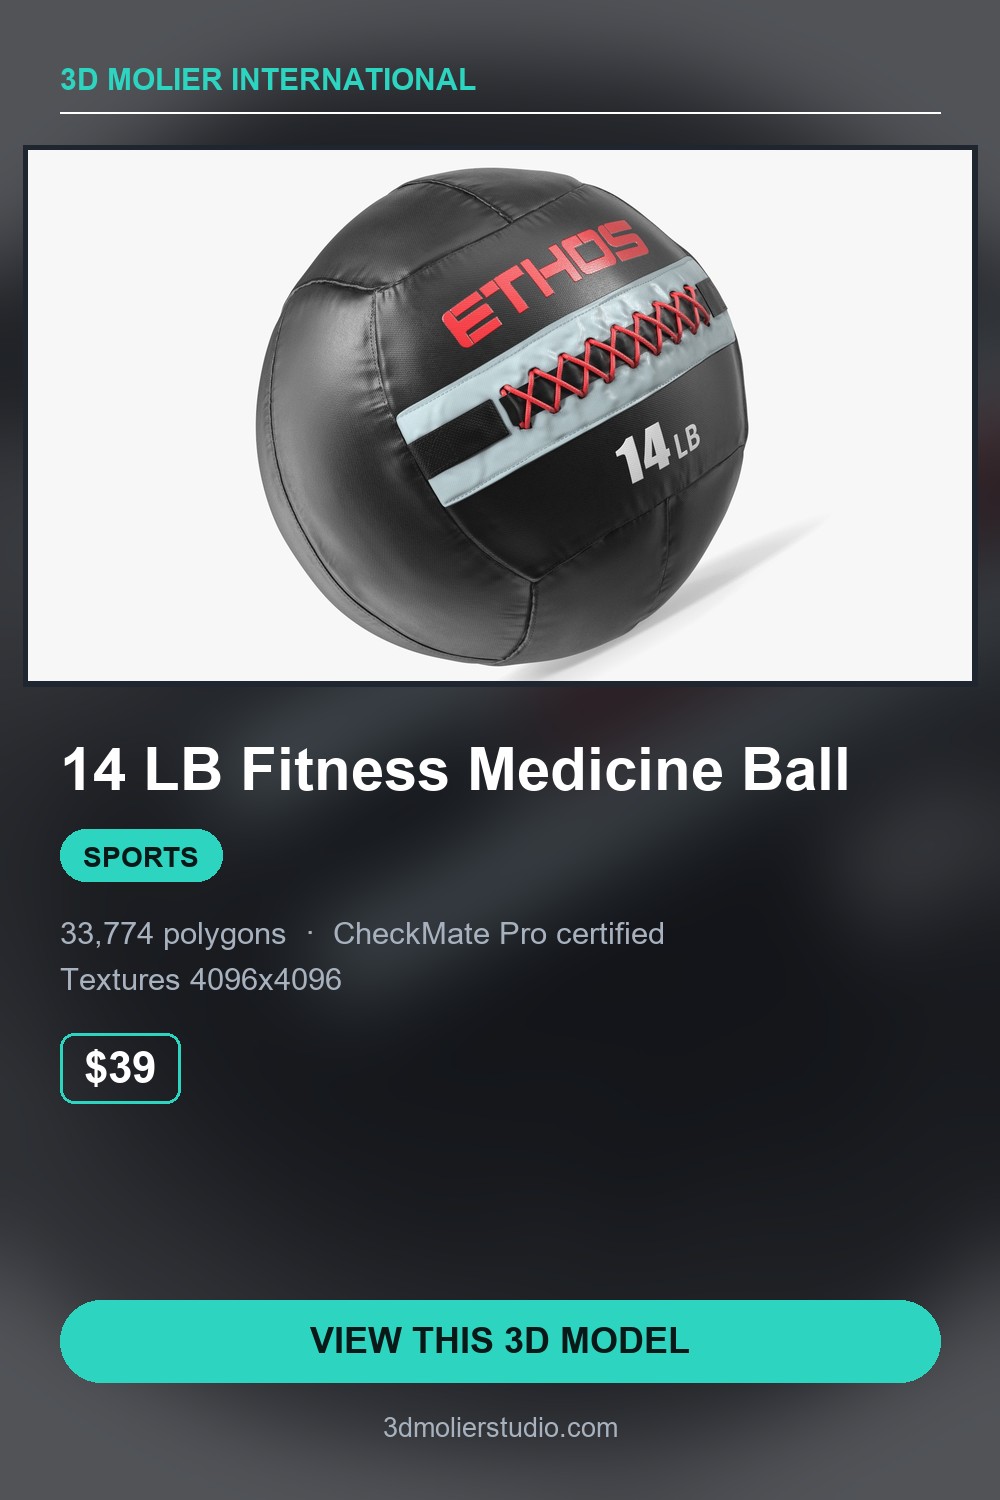 3D MOLIER INTERNATIONAL
ETHOS
14 LB
14 LB Fitness Medicine Ball
SPORTS
33,774 polygons · CheckMate Pro certified
Textures 4096x4096
$39
VIEW THIS 3D MODEL
3dmolierstudio.com